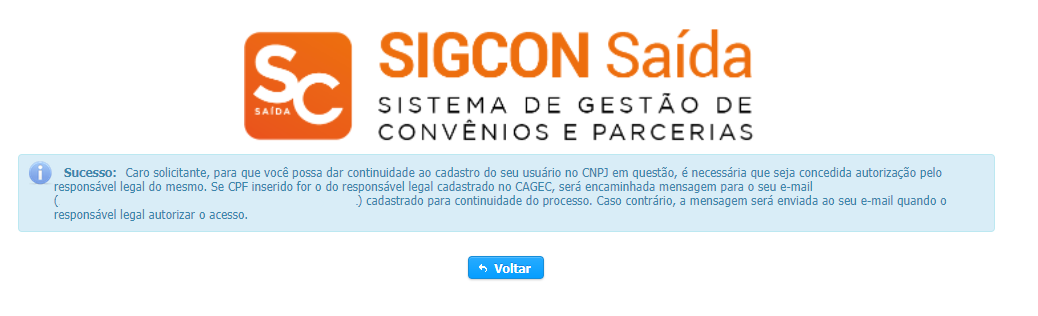 SC
SAÍDA
SIGCON Saída
SISTEMA DE GESTÃO DE
CONVÊNIOS E PARCERIAS
Sucesso: Caro solicitante, para que você possa dar continuidade ao cadastro do seu usuário no CNPJ em questão, é necessária que seja concedida autorização pelo
responsável legal do mesmo. Se CPF inserido for o do responsável legal cadastrado no CAGEC, será encaminhada mensagem para o seu e-mail
( .) cadastrado para continuidade do processo. Caso contrário, a mensagem será enviada ao seu e-mail quando o
responsável legal autorizar o acesso.
Voltar